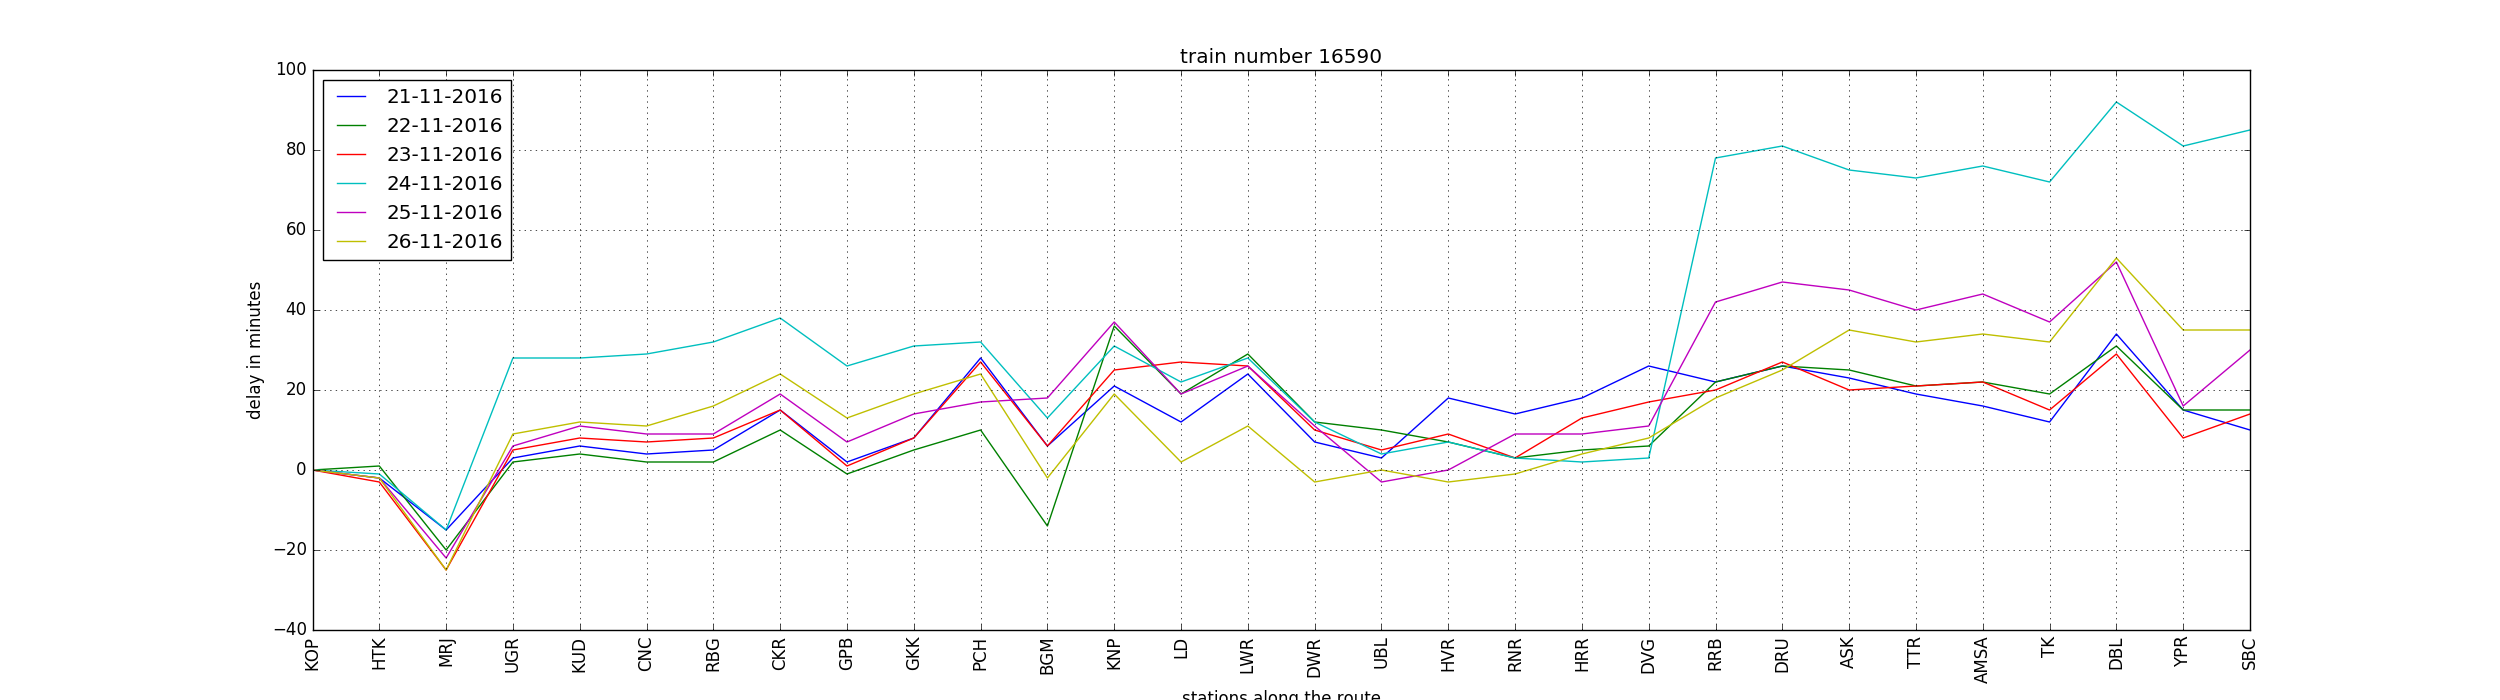 train number 16590
100
80
60
40
20
0
−20
−40
delay in minutes
21-11-2016
22-11-2016
23-11-2016
24-11-2016
25-11-2016
26-11-2016
KOP
HTK
MRJ
UGR
KUD
CNC
RBG
CKR
GPB
GKK
PCH
BGM
KNP
LD
LWR
DWR
UBL
HVR
RNR
HRR
DVG
RRB
DRU
ASK
TTR
AMSA
TK
DBL
YPR
SBC
stations along the route